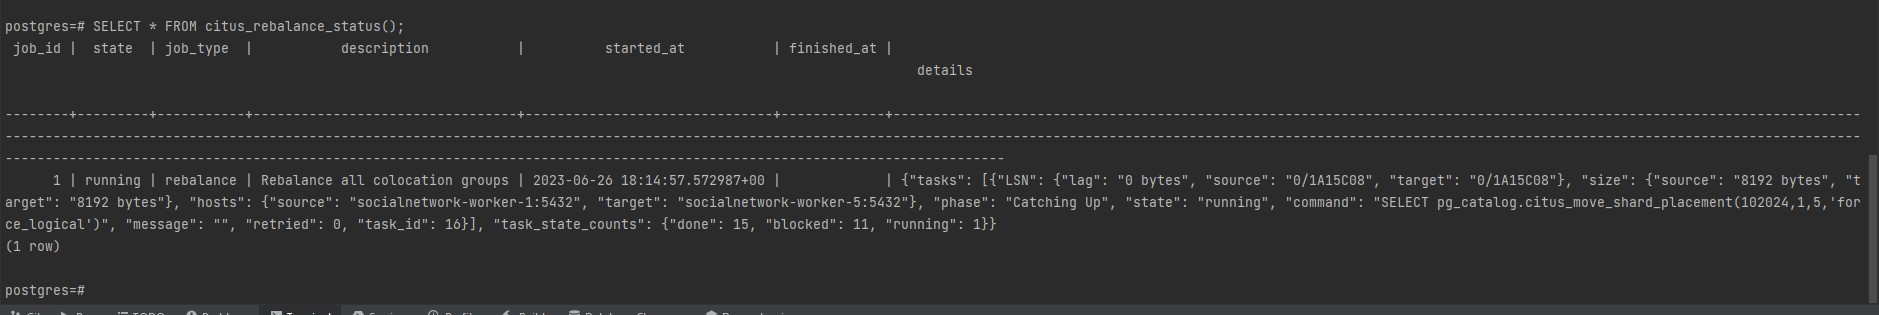 postgres=# SELECT * FROM citus_rebalance_status();
 job_id |  state  | job_type  |           description           |          started_at           | finished_at |
details
--------+---------+-----------+---------------------------------+-------------------------------+-------------+-------------------------------------------------------------------------------------------------------------------------
      1 | running | rebalance | Rebalance all colocation groups | 2023-06-26 18:14:57.572987+00 |             | {"tasks": [{"LSN": {"lag": "0 bytes", "source": "0/1A15C08", "target": "0/1A15C08"}, "size": {"source": "8192 bytes", "t
arget": "8192 bytes"}, "hosts": {"source": "socialnetwork-worker-1:5432", "target": "socialnetwork-worker-5:5432"}, "phase": "Catching Up", "state": "running", "command": "SELECT pg_catalog.citus_move_shard_placement(102024,1,5,'for
ce_logical')", "message": "", "retried": 0, "task_id": 16}], "task_state_counts": {"done": 15, "blocked": 11, "running": 1}}
(1 row)
postgres=#